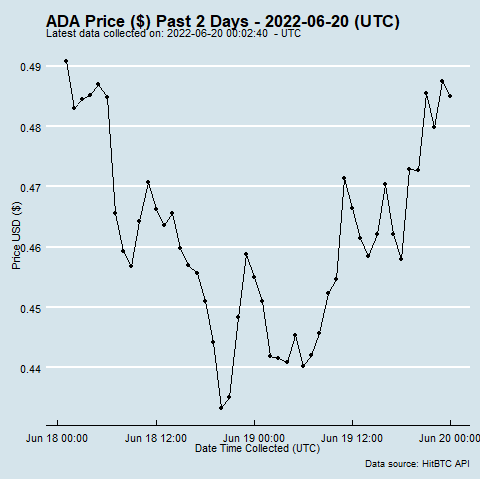 ADA Price ($) Past 2 Days - 2022-06-20 (UTC)
Latest data collected on: 2022-06-20 00:02:40 - UTC
0.49
0.48
0.47
0.46
0.45
0.44
Price USD ($)
Jun 18 00:00 Jun 18 12:00 Jun 19 00:00 Jun 19 12:00 Jun 20 00:00
Date Time Collected (UTC)
Data source: HitBTC API